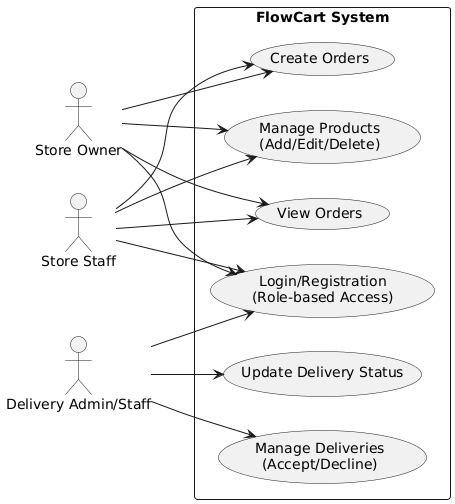 FlowCart System
Create Orders
Manage Products
(Add/Edit/Delete)
Store Owner
View Orders
Store Staff
Login/Registration
(Role-based Access)
Update Delivery Status
Delivery Admin/Staff
Manage Deliveries
(Accept/Decline)